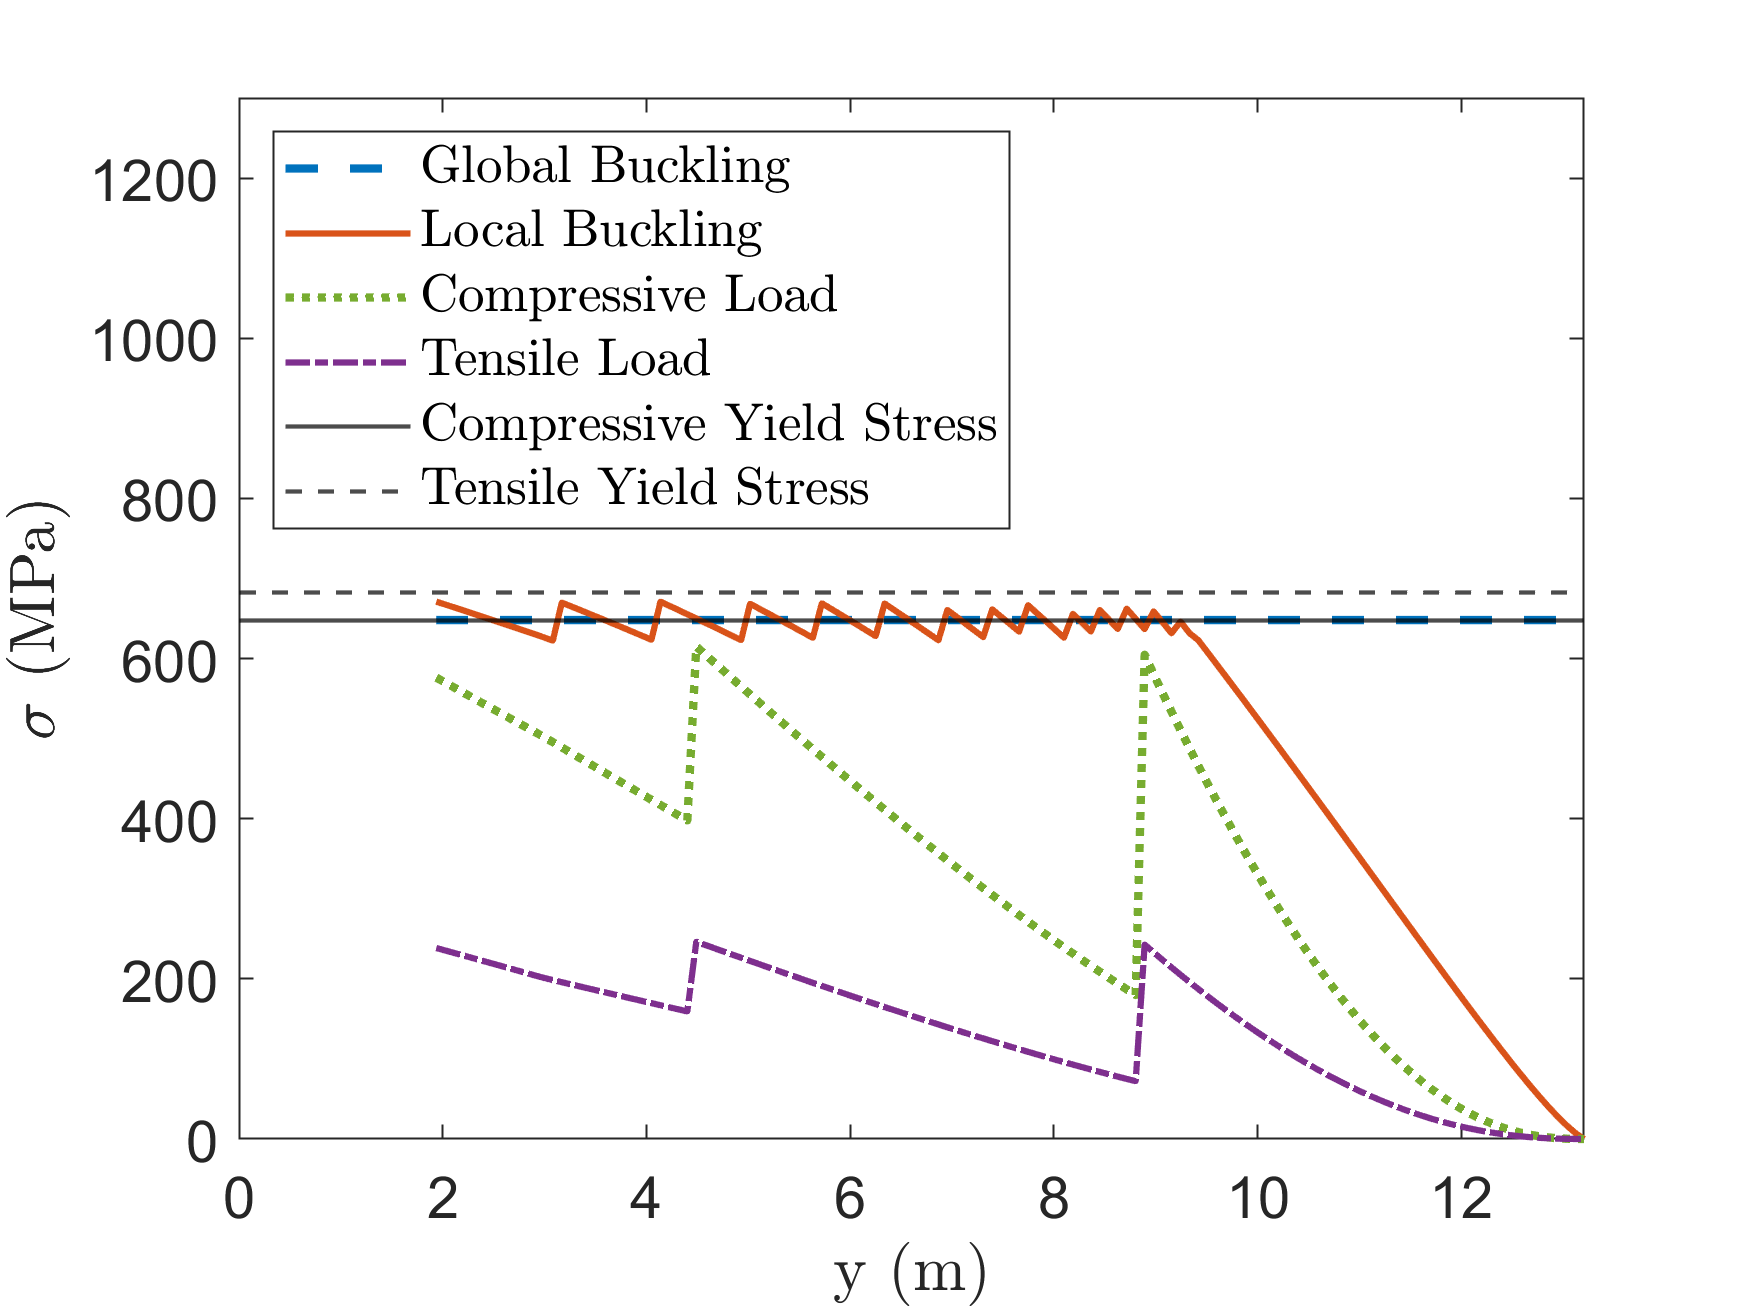 Global Buckling
Local Buckling
Compressive Load
Tensile Load
Compressive Yield Stress
Tensile Yield Stress
1200
1000
800
600
400
200
0
σ (MPa)
0 2 4 6 8 10 12
y (m)